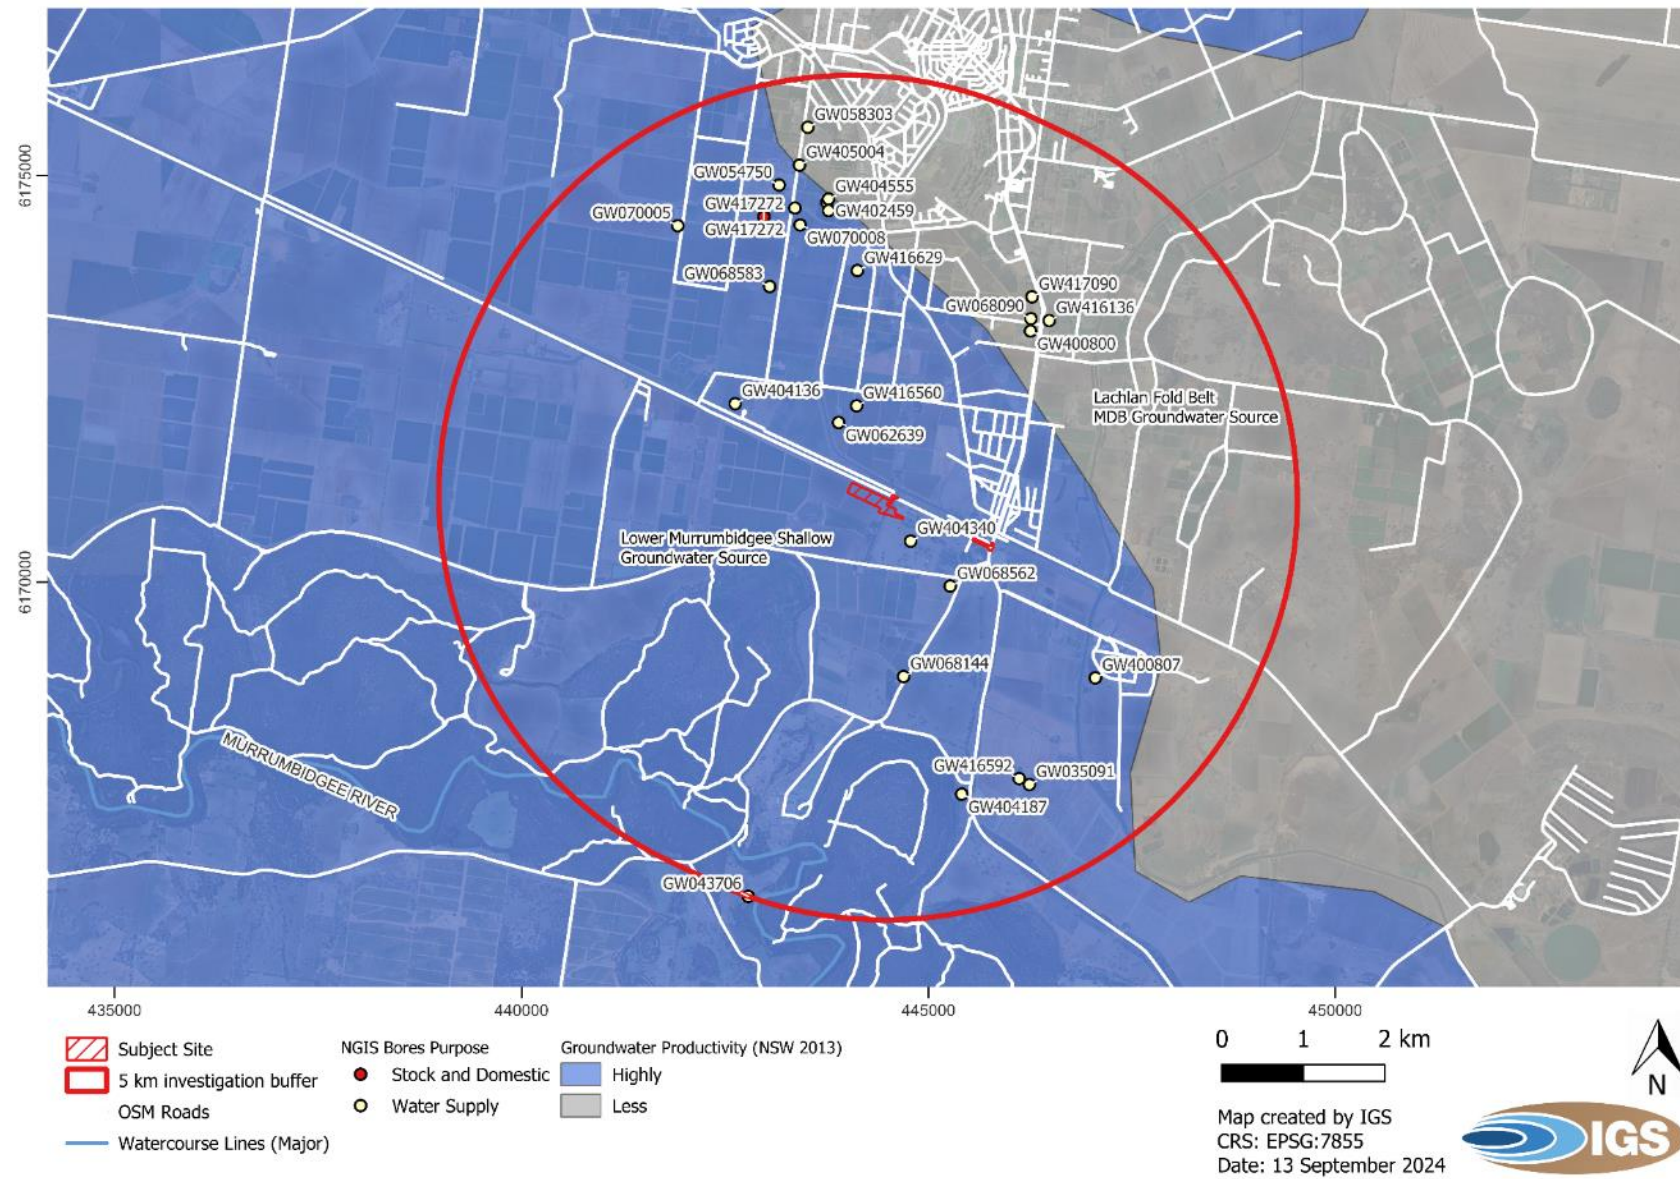 GW058303
GW405004
GW054750
GW404555
GW417272
GW402459
GW070005
GW417272
GW070008
GW416629
GW068583
GW417090
GW068090
GW416136
GW400800
GW404136
GW416560
GW062639
Lachlan Fold Belt
MDB Groundwater Source
GW404340
Lower Murrumbidgee Shallow
Groundwater Source
GW068562
GW068144
GW400807
MURRUMBIDGEE RIVER
GW416592
GW035091
GW404187
GW043706
6175000
6170000
435000
440000
445000
450000
Subject Site
5 km investigation buffer
OSM Roads
Watercourse Lines (Major)
NGIS Bores Purpose
Stock and Domestic
Water Supply
Groundwater Productivity (NSW 2013)
Highly
Less
0 1 2 km
Map created by IGS
CRS: EPSG:7855
Date: 13 September 2024
N
IGS